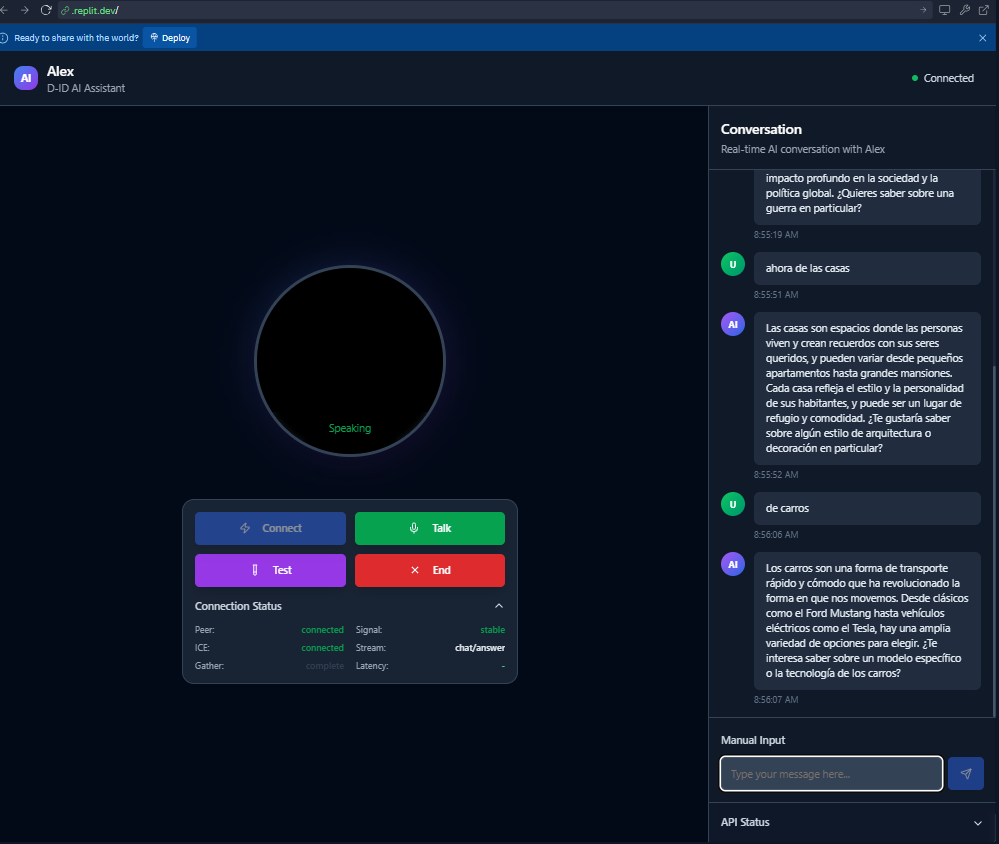 .replit.dev/
Ready to share with the world? Deploy
AI
Alex
D-ID AI Assistant
Connected
Speaking
Connect
Talk
Test
End
Connection Status
Peer: connected Signal: stable
ICE: connected Stream: chat/answer
Gather: complete Latency: -
Conversation
Real-time AI conversation with Alex
impacto profundo en la sociedad y la
política global. ¿Quieres saber sobre una
guerra en particular?
8:55:19 AM
U
ahora de las casas
8:55:51 AM
AI
Las casas son espacios donde las personas
viven y crean recuerdos con sus seres
queridos, y pueden variar desde pequeños
apartamentos hasta grandes mansiones.
Cada casa refleja el estilo y la personalidad
de sus habitantes, y puede ser un lugar de
refugio y comodidad. ¿Te gustaría saber
sobre algún estilo de arquitectura o
decoración en particular?
8:55:52 AM
U
de carros
8:56:06 AM
AI
Los carros son una forma de transporte
rápido y cómodo que ha revolucionado la
forma en que nos movemos. Desde clásicos
como el Ford Mustang hasta vehículos
eléctricos como el Tesla, hay una amplia
variedad de opciones para elegir. ¿Te
interesa saber sobre un modelo específico
o la tecnología de los carros?
8:56:07 AM
Manual Input
Type your message here...
API Status